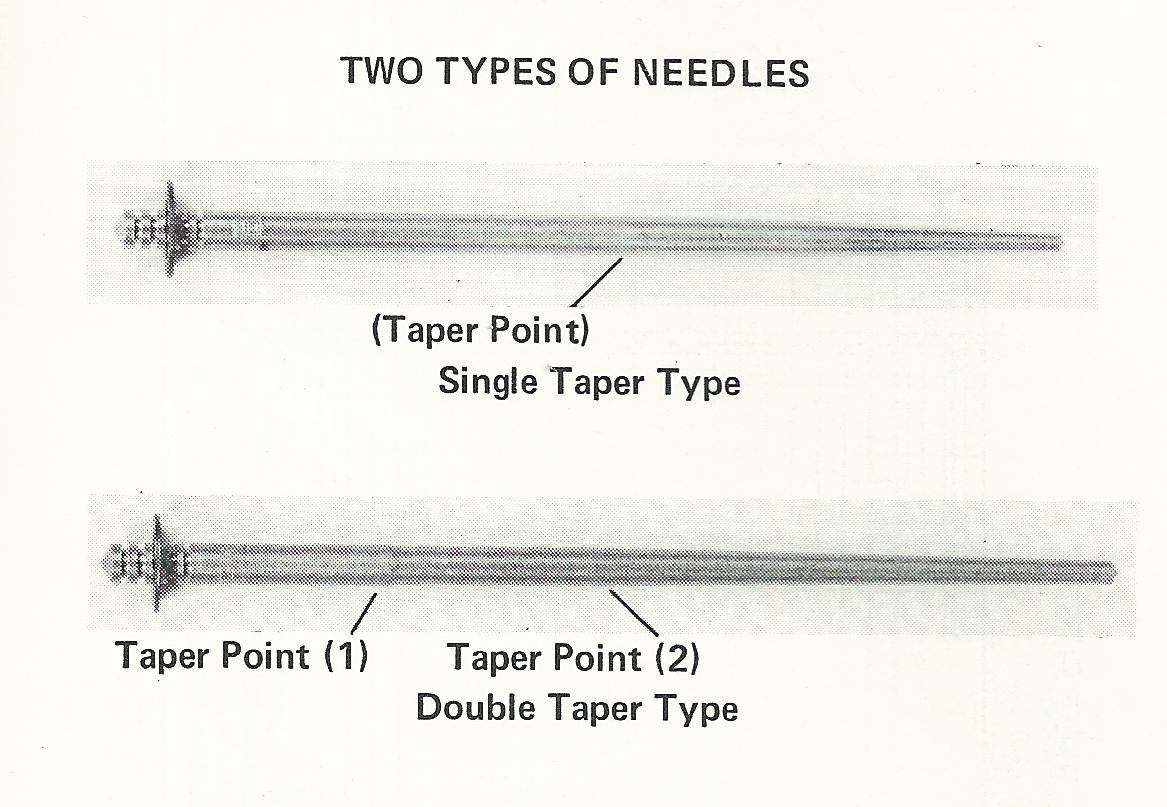 TWO TYPES OF NEEDLES
(Taper Point)
Single Taper Type
Taper Point (1) Taper Point (2)
Double Taper Type